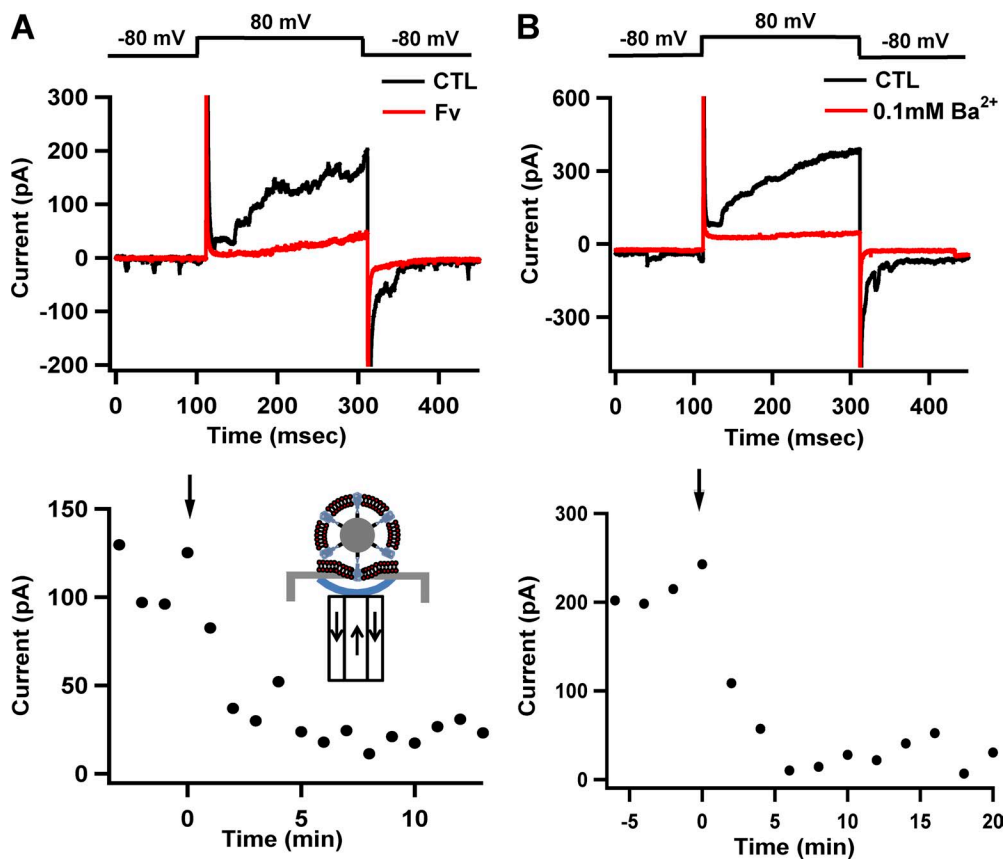 A
-80 mV 80 mV -80 mV
CTL
Fv
300
200
100
0
-100
-200
Current (pA)
0 100 200 300 400
Time (msec)
B
-80 mV 80 mV -80 mV
CTL
0.1mM Ba²⁺
600
300
0
-300
Current (pA)
0 100 200 300 400
Time (msec)
150
100
50
0
Current (pA)
0 5 10
Time (min)
300
200
100
0
Current (pA)
-5 0 5 10 15 20
Time (min)